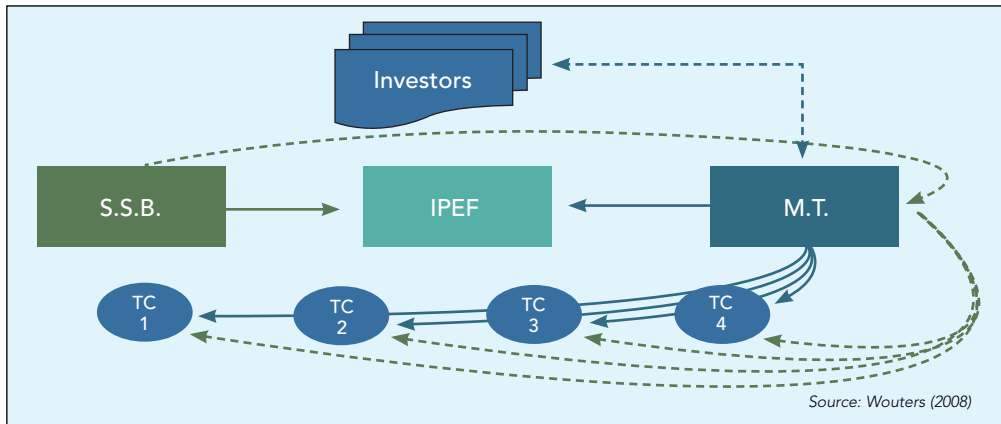 Investors
S.S.B.
IPEF
M.T.
TC
1
TC
2
TC
3
TC
4
Source: Wouters (2008)